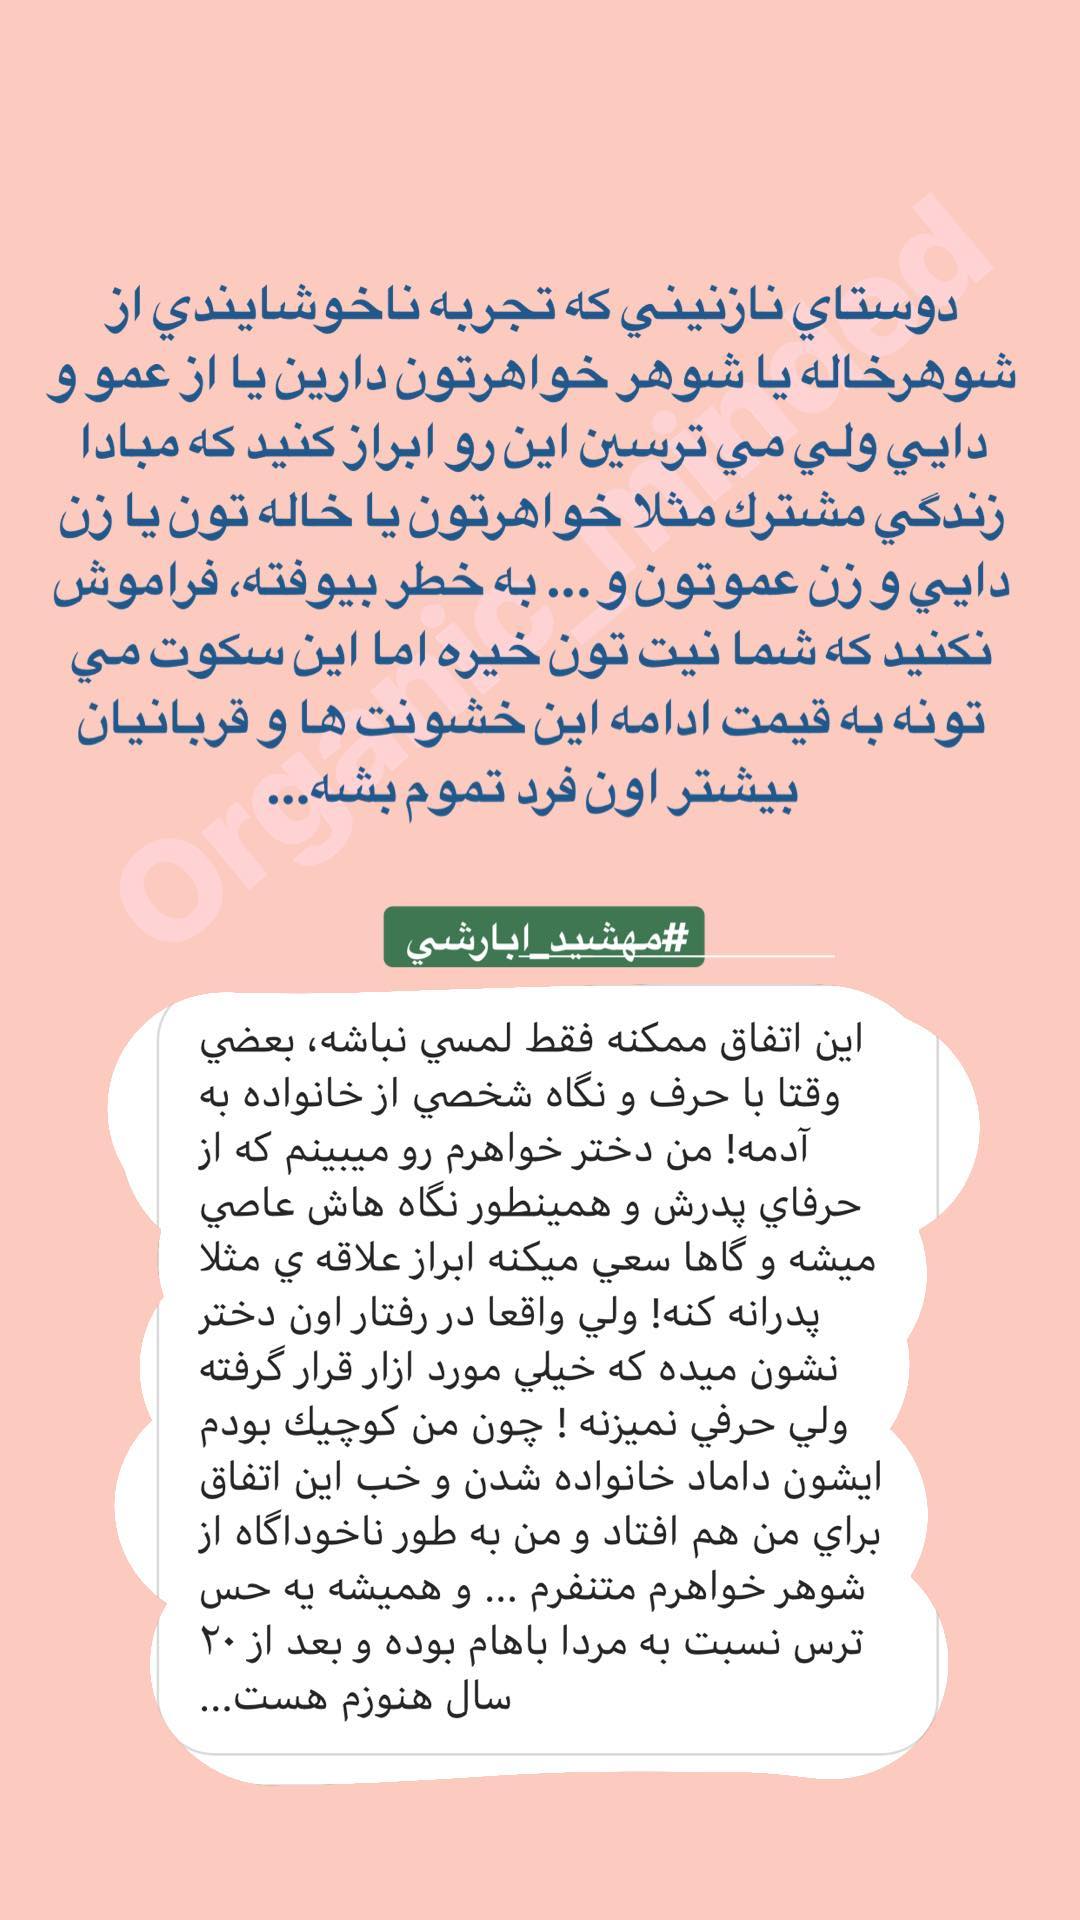 دوستاي نازنيني كه تجربه ناخوشايندي از
شوهرخاله يا شوهر خواهرتون دارين يا از عمو و
دايي ولي مي ترسين اين رو ابراز كنيد كه مبادا
زندگي مشترك مثلا خواهرتون يا خاله تون يا زن
دايي و زن عموتون و ... به خطر بيوفته، فراموش
نكنيد كه شما نيت تون خيره اما اين سكوت مي
تونه به قيمت ادامه اين خشونت ها و قربانيان
بيشتر اون فرد تموم بشه...
Organic_minded
#مهشيد_ابارشي
اين اتفاق ممكنه فقط لمسي نباشه، بعضي
وقتا با حرف و نگاه شخصي از خانواده به
آدمه! من دختر خواهرم رو ميبينم كه از
حرفاي پدرش و همينطور نگاه هاش عاصي
ميشه و گاها سعي ميكنه ابراز علاقه ي مثلا
پدرانه كنه! ولي واقعا در رفتار اون دختر
نشون ميده كه خيلي مورد ازار قرار گرفته
ولي حرفي نميزنه ! چون من كوچيك بودم
ايشون داماد خانواده شدن و خب اين اتفاق
براي من هم افتاد و من به طور ناخوداگاه از
شوهر خواهرم متنفرم ... و هميشه يه حس
ترس نسبت به مردا باهام بوده و بعد از ٢٠
سال هنوزم هست...